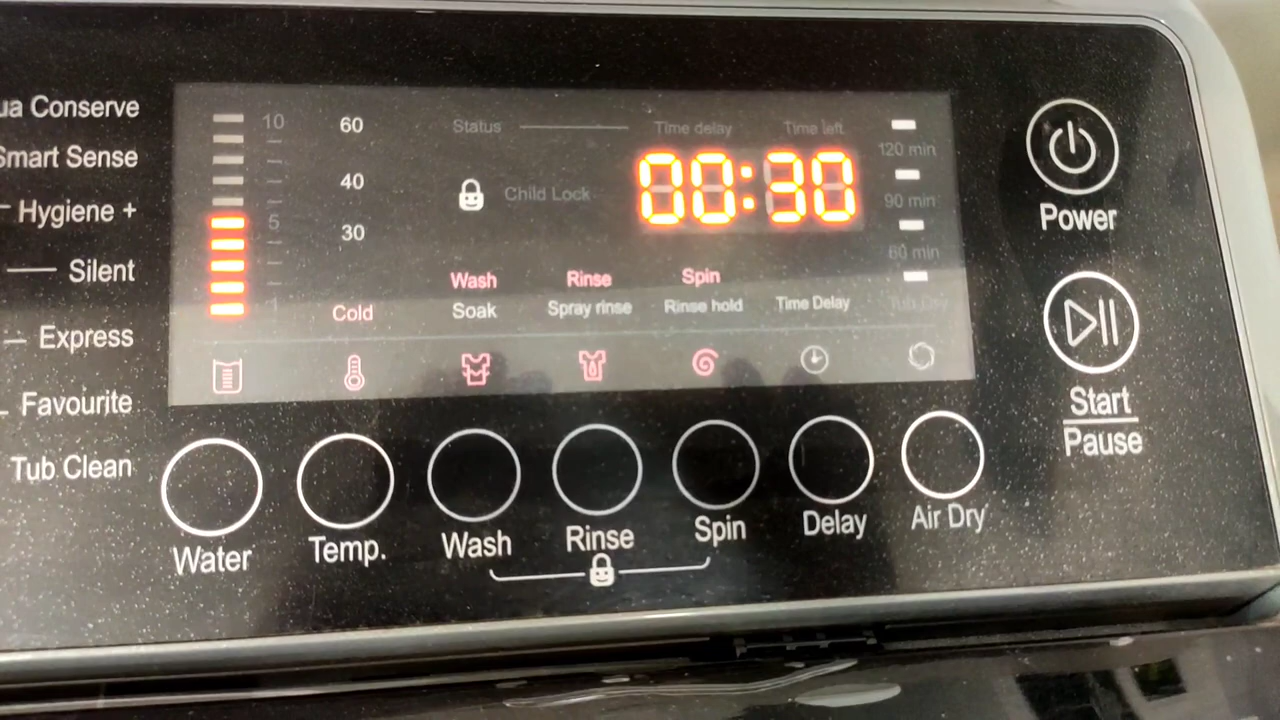 ua Conserve
Smart Sense
Hygiene +
Silent
Express
Favourite
Tub Clean
10
5
1
60
40
30
Cold
Status
Time delay
Time left
Child Lock
00:30
120 min
90 min
60 min
Wash
Rinse
Spin
Soak
Spray rinse
Rinse hold
Time Delay
Tub Dry
Water
Temp.
Wash
Rinse
Spin
Delay
Air Dry
Power
Start
Pause